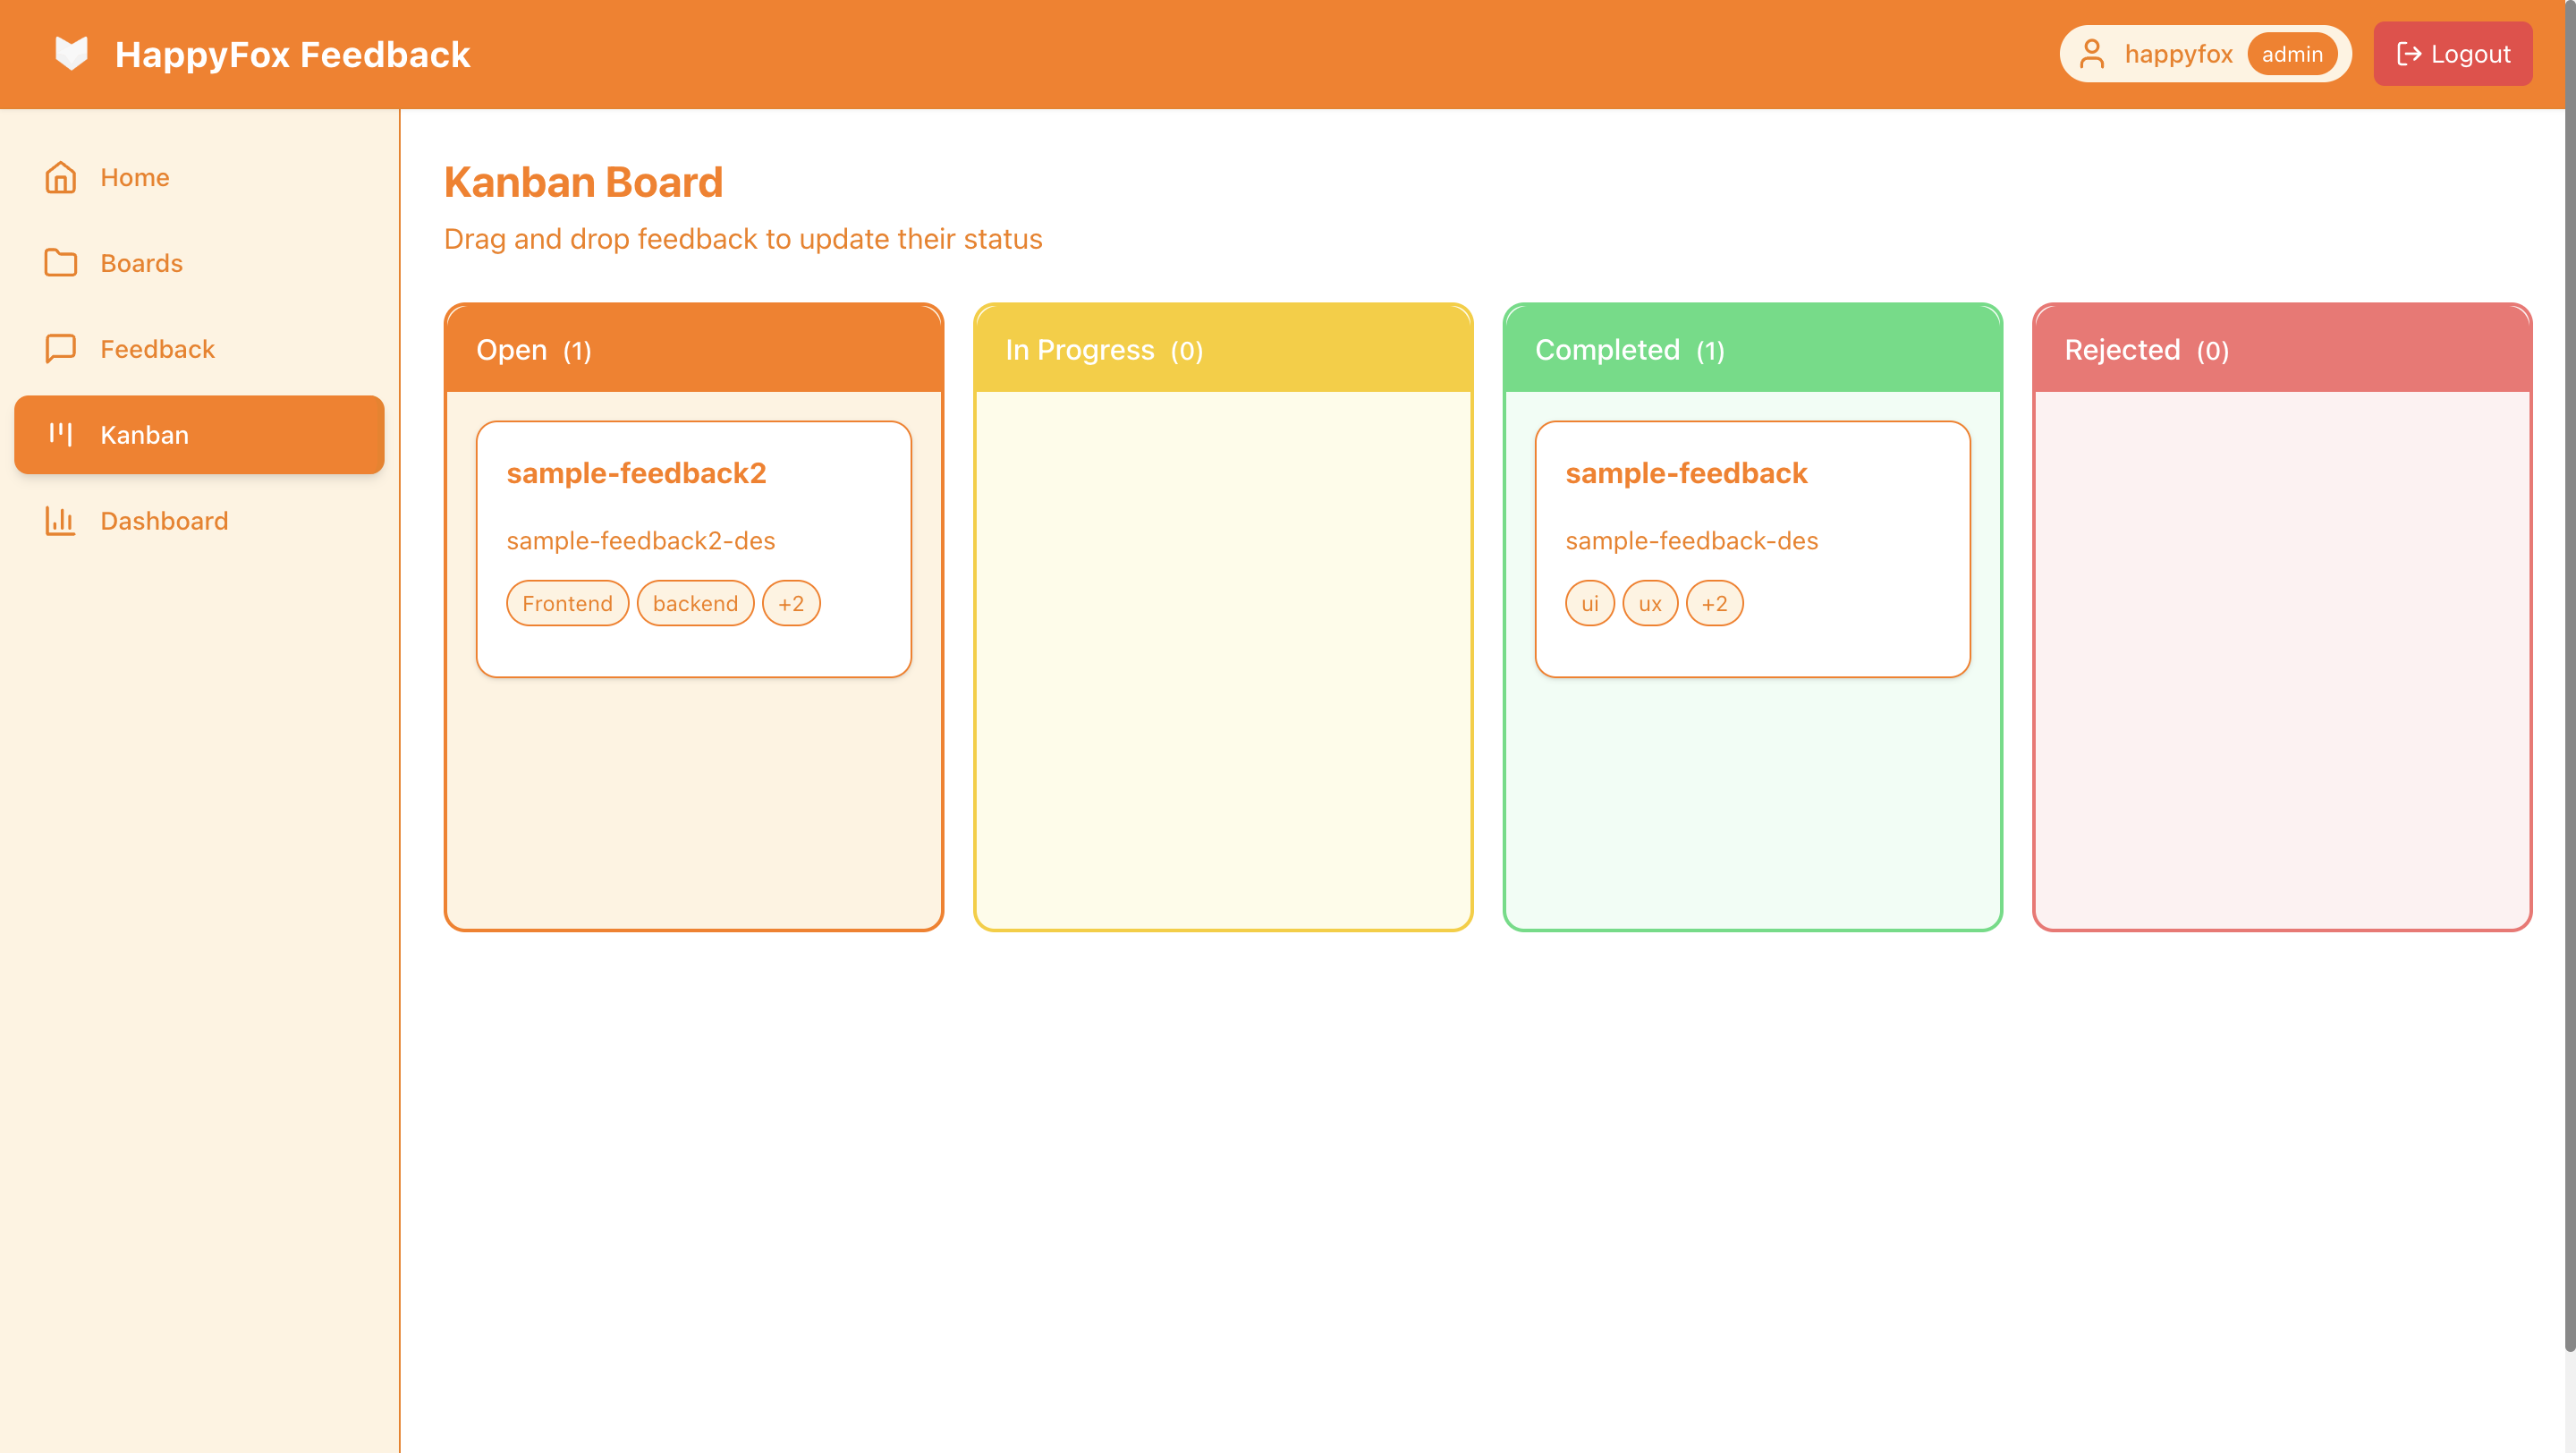 HappyFox Feedback
happyfox admin
Logout
Home
Boards
Feedback
Kanban
Dashboard
Kanban Board
Drag and drop feedback to update their status
Open (1)
sample-feedback2
sample-feedback2-des
Frontend backend +2
In Progress (0)
Completed (1)
sample-feedback
sample-feedback-des
ui ux +2
Rejected (0)